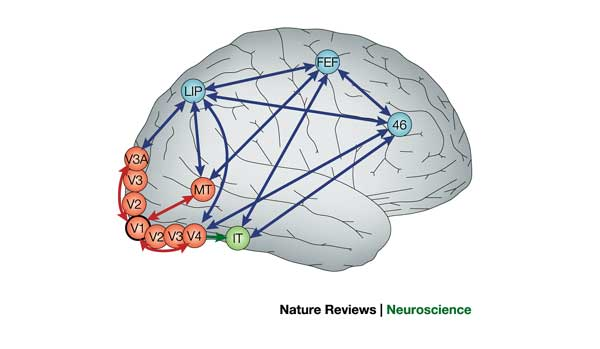 FEF
LIP
46
V3A
V3
MT
V2
V1
V2 V3 V4 IT
Nature Reviews | Neuroscience